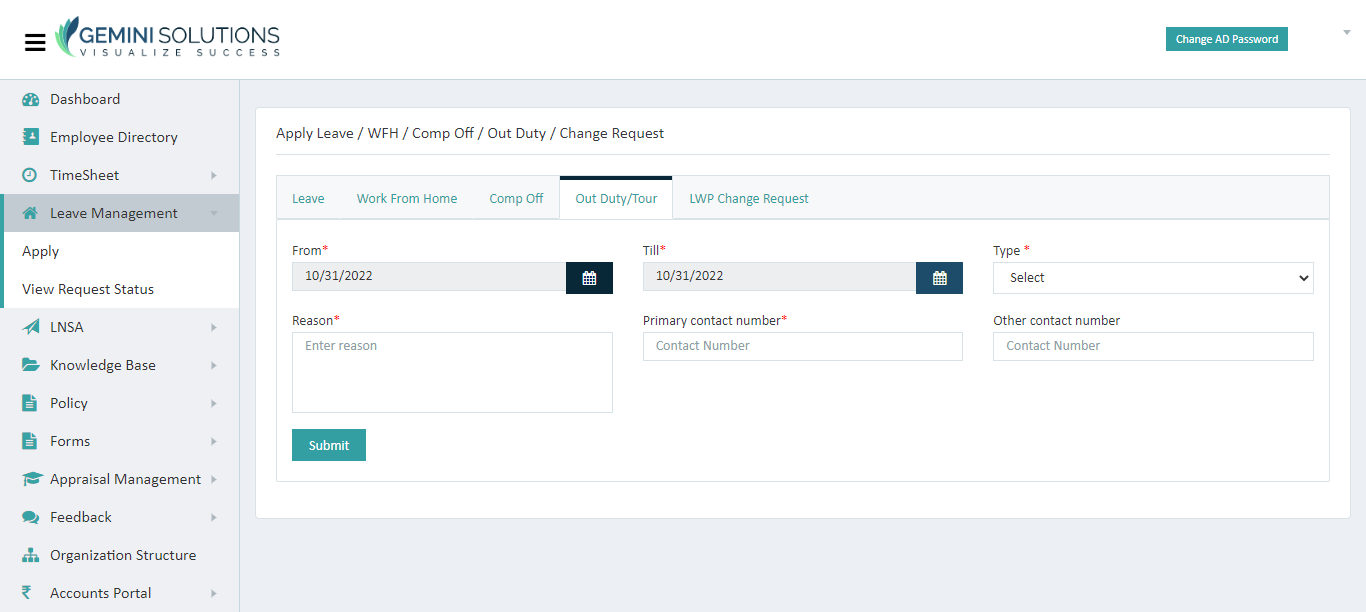 GEMINI SOLUTIONS
VISUALIZE SUCCESS
Change AD Password
Dashboard
Employee Directory
TimeSheet
Leave Management
Apply
View Request Status
LNSA
Knowledge Base
Policy
Forms
Appraisal Management
Feedback
Organization Structure
Accounts Portal
Apply Leave / WFH / Comp Off / Out Duty / Change Request
Leave Work From Home Comp Off Out Duty/Tour LWP Change Request
From* Till* Type *
10/31/2022 10/31/2022 Select
Reason* Primary contact number* Other contact number
Enter reason Contact Number Contact Number
Submit